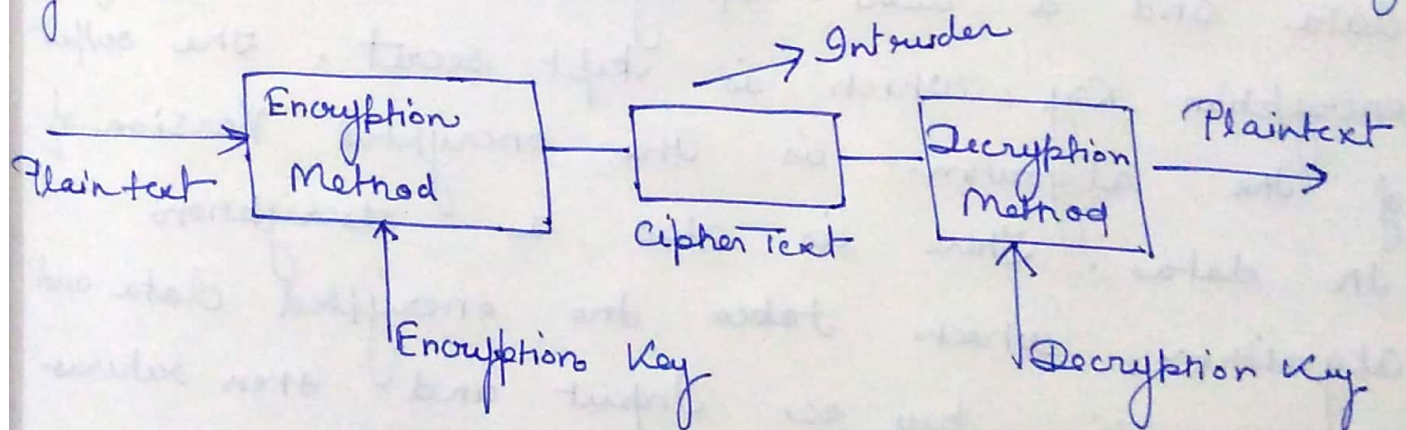 Intruder
Encryption
Method
Plaintext
Cipher Text
Decryption
Method
Plaintext
Encryption Key
Decryption Key